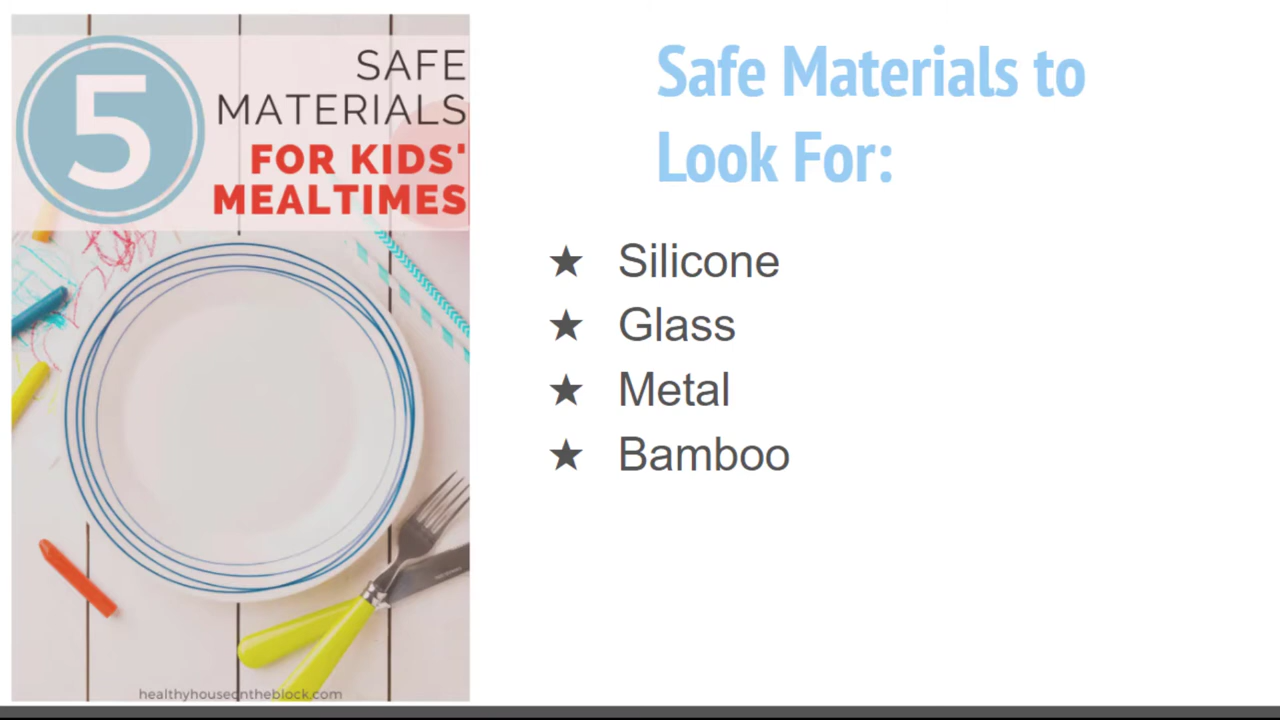 5
SAFE
MATERIALS
FOR KIDS'
MEALTIMES
healthyhouseontheblock.com
Safe Materials to
Look For:
★ Silicone
★ Glass
★ Metal
★ Bamboo